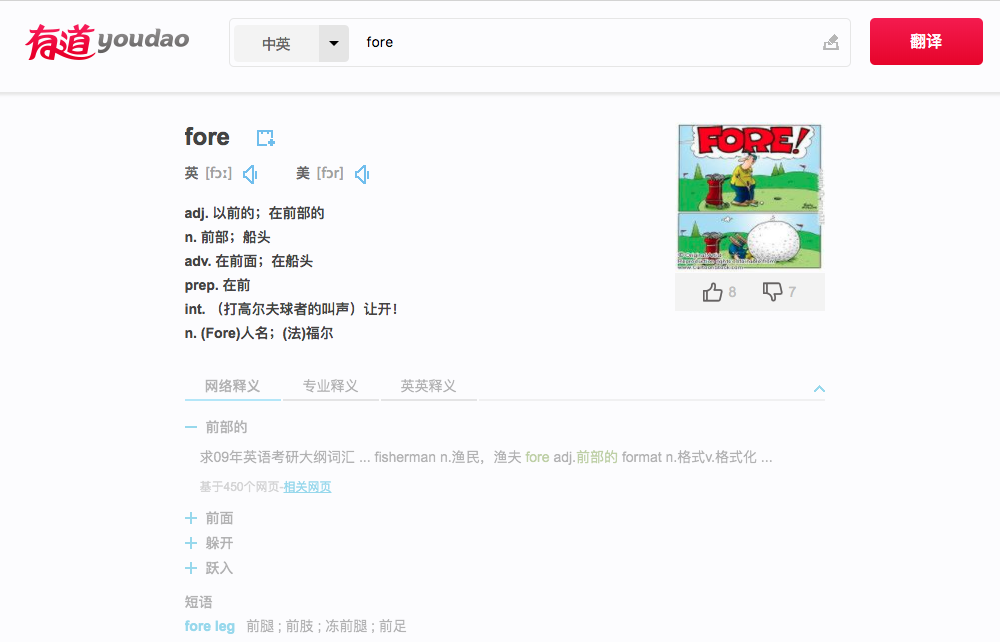 有道 youdao
中英
fore
翻译
fore
英 [fɔː] 美 [fɔr]
FORE!
adj. 以前的；在前部的
n. 前部；船头
adv. 在前面；在船头
prep. 在前
int. （打高尔夫球者的叫声）让开！
n. (Fore)人名；(法)福尔
8 7
网络释义 专业释义 英英释义
前部的
求09年英语考研大纲词汇 ... fisherman n.渔民，渔夫 fore adj.前部的 format n.格式v.格式化 ...
基于450个网页-相关网页
前面
躲开
跃入
短语
fore leg 前腿 ; 前肢 ; 冻前腿 ; 前足